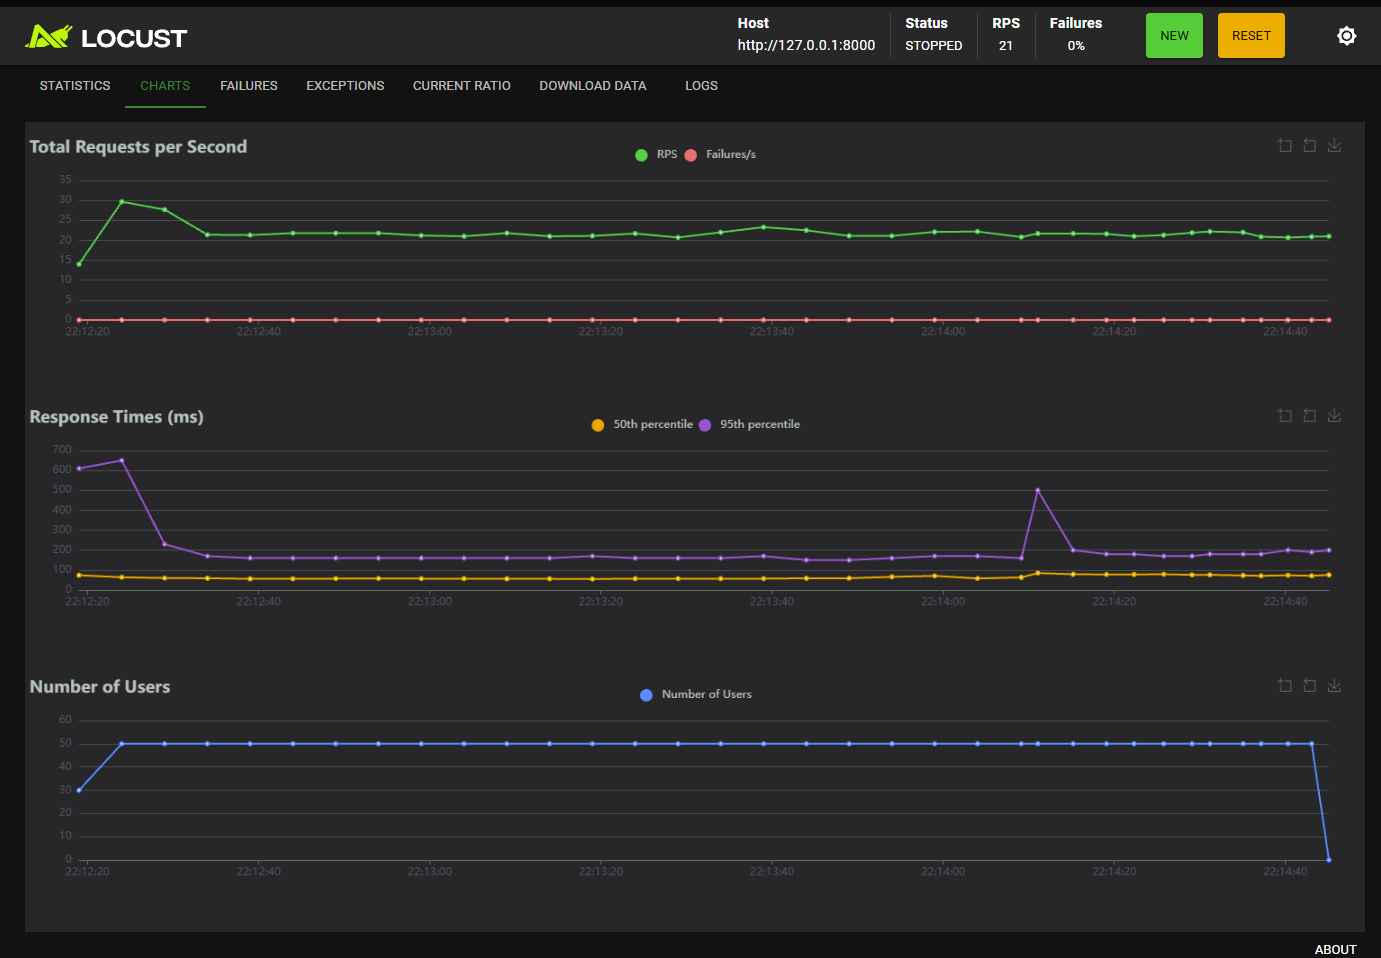 LOCUST
Host
http://127.0.0.1:8000
Status
STOPPED
RPS
21
Failures
0%
NEW
RESET
STATISTICS CHARTS FAILURES EXCEPTIONS CURRENT RATIO DOWNLOAD DATA LOGS
Total Requests per Second
RPS Failures/s
35
30
25
20
15
10
5
0
22:12:20 22:12:40 22:13:00 22:13:20 22:13:40 22:14:00 22:14:20 22:14:40
Response Times (ms)
50th percentile 95th percentile
700
600
500
400
300
200
100
0
22:12:20 22:12:40 22:13:00 22:13:20 22:13:40 22:14:00 22:14:20 22:14:40
Number of Users
Number of Users
60
50
40
30
20
10
0
22:12:20 22:12:40 22:13:00 22:13:20 22:13:40 22:14:00 22:14:20 22:14:40
ABOUT